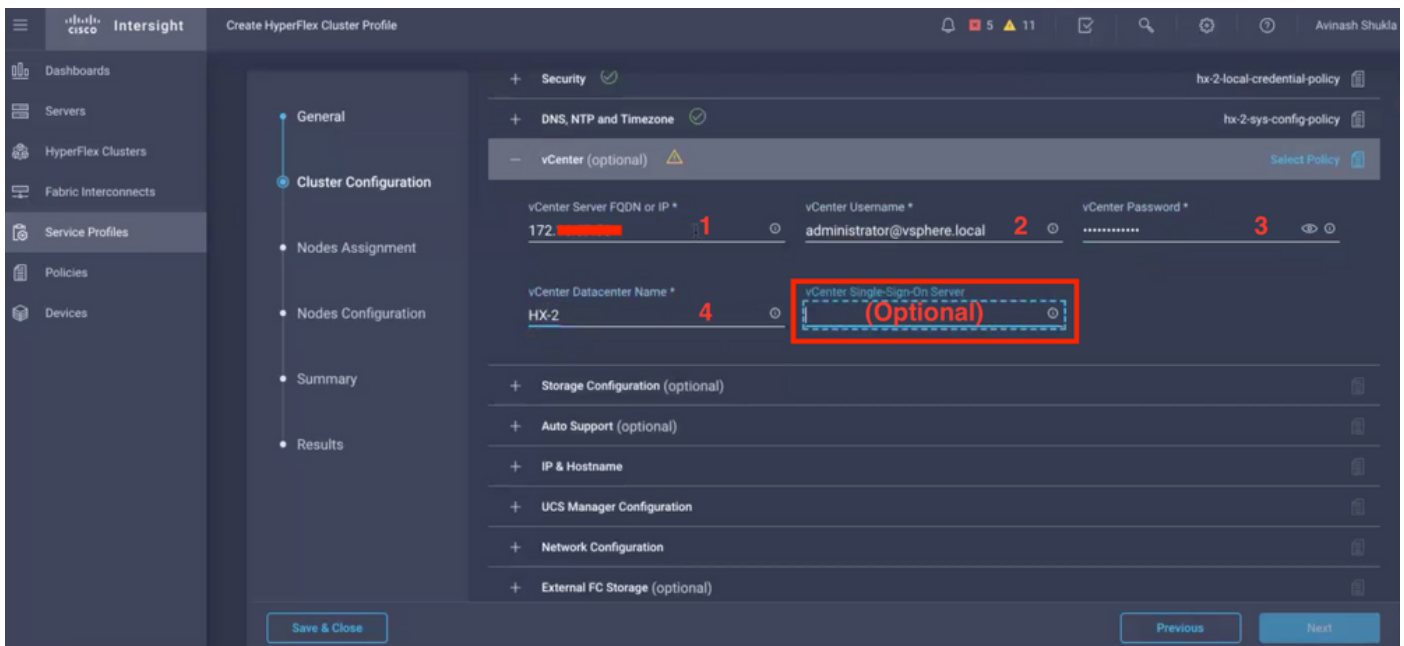 cisco Intersight
Create HyperFlex Cluster Profile
5 11
Avinash Shukla
Dashboards
Servers
HyperFlex Clusters
Fabric Interconnects
Service Profiles
Policies
Devices
General
Cluster Configuration
Nodes Assignment
Nodes Configuration
Summary
Results
+ Security hx-2-local-credential-policy
+ DNS, NTP and Timezone hx-2-sys-config-policy
− vCenter (optional) Select Policy
vCenter Server FQDN or IP * vCenter Username * vCenter Password *
172. 1 administrator@vsphere.local 2 ············ 3
vCenter Datacenter Name * vCenter Single-Sign-On Server
HX-2 4 (Optional)
+ Storage Configuration (optional)
+ Auto Support (optional)
+ IP & Hostname
+ UCS Manager Configuration
+ Network Configuration
+ External FC Storage (optional)
Save & Close Previous Next